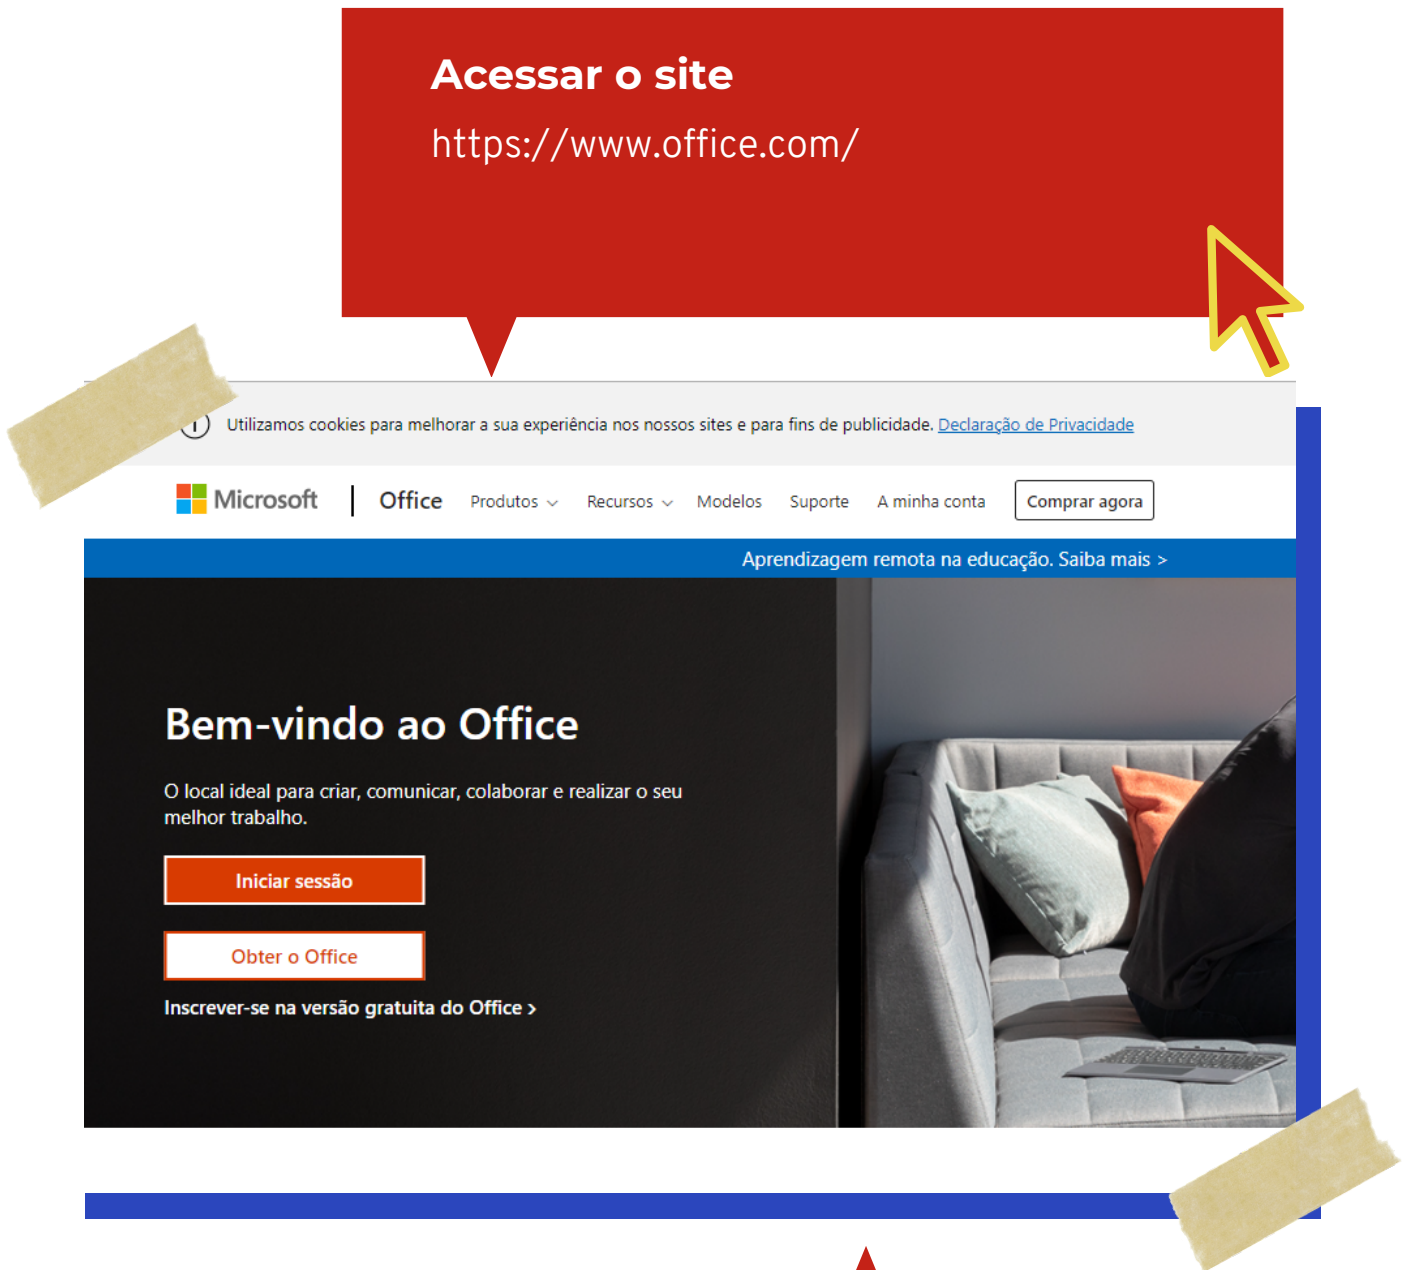 Acessar o site
https://www.office.com/
Utilizamos cookies para melhorar a sua experiência nos nossos sites e para fins de publicidade. Declaração de Privacidade
Microsoft | Office Produtos Recursos Modelos Suporte A minha conta Comprar agora
Aprendizagem remota na educação. Saiba mais >
Bem-vindo ao Office
O local ideal para criar, comunicar, colaborar e realizar o seu
melhor trabalho.
Iniciar sessão
Obter o Office
Inscrever-se na versão gratuita do Office >